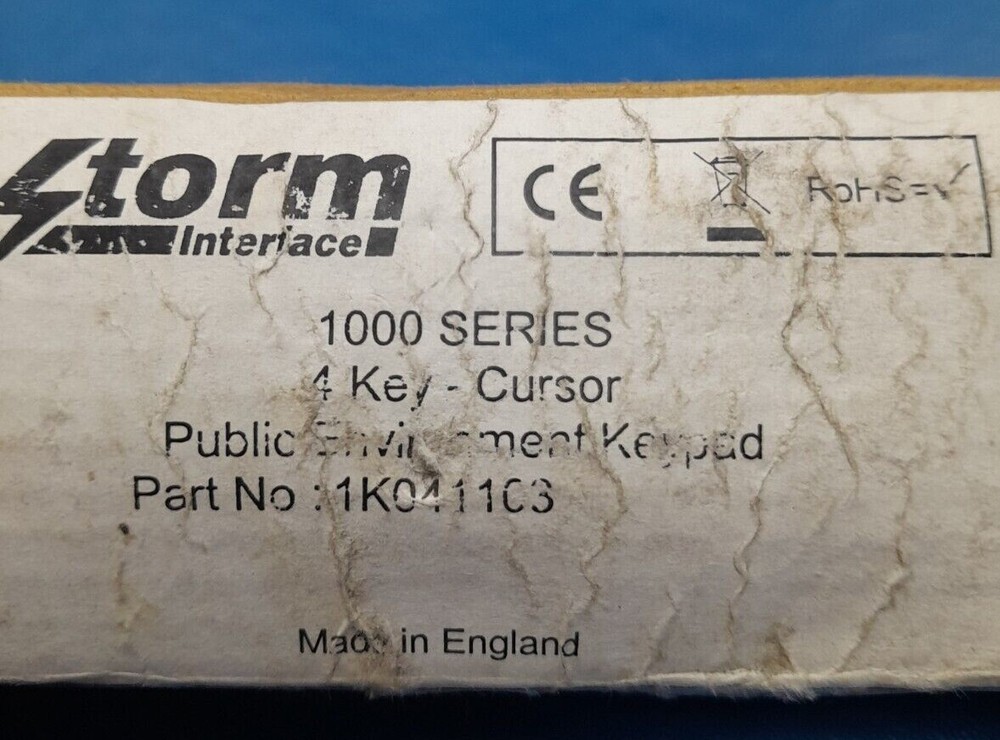 Storm
Interface
CE
RoHS=✓
1000 SERIES
4 Key - Cursor
Public Environment Keypad
Part No : 1K041103
Made in England